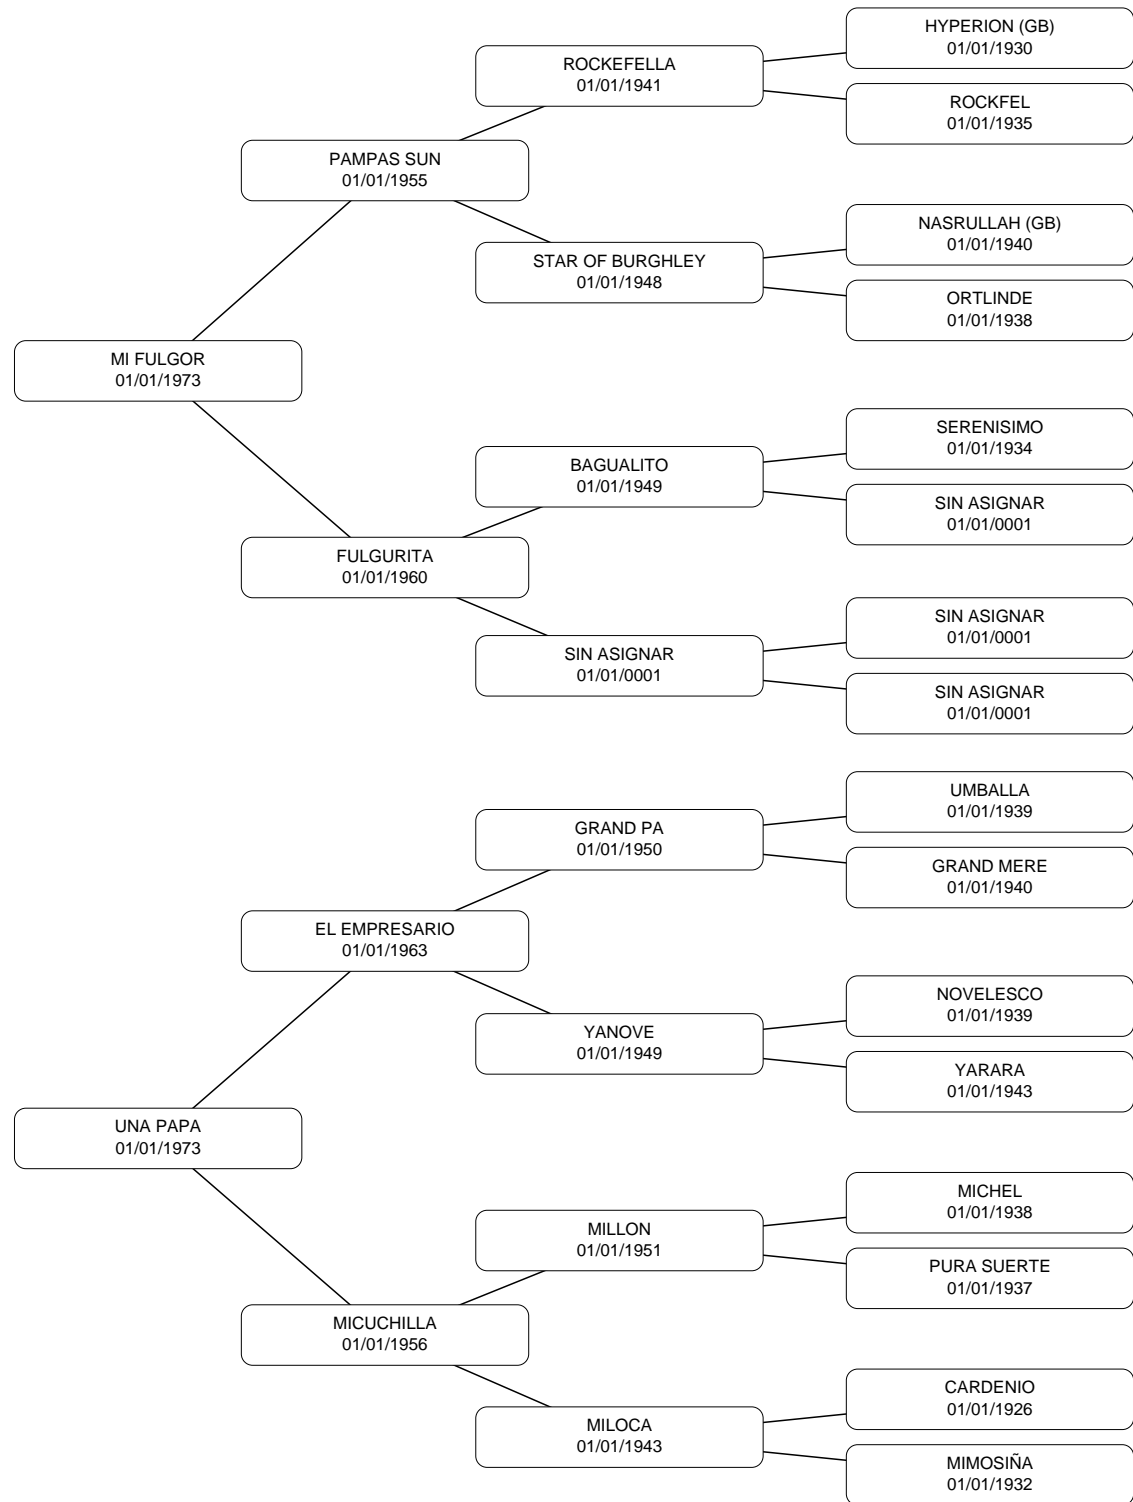 HYPERION (GB)
01/01/1930
ROCKEFELLA
01/01/1941
ROCKFEL
01/01/1935
PAMPAS SUN
01/01/1955
NASRULLAH (GB)
01/01/1940
STAR OF BURGHLEY
01/01/1948
ORTLINDE
01/01/1938
MI FULGOR
01/01/1973
SERENISIMO
01/01/1934
BAGUALITO
01/01/1949
SIN ASIGNAR
01/01/0001
FULGURITA
01/01/1960
SIN ASIGNAR
01/01/0001
SIN ASIGNAR
01/01/0001
SIN ASIGNAR
01/01/0001
UMBALLA
01/01/1939
GRAND PA
01/01/1950
GRAND MERE
01/01/1940
EL EMPRESARIO
01/01/1963
NOVELESCO
01/01/1939
YANOVE
01/01/1949
YARARA
01/01/1943
UNA PAPA
01/01/1973
MICHEL
01/01/1938
MILLON
01/01/1951
PURA SUERTE
01/01/1937
MICUCHILLA
01/01/1956
CARDENIO
01/01/1926
MILOCA
01/01/1943
MIMOSIÑA
01/01/1932